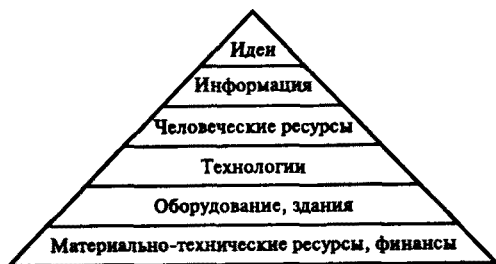 Идеи
Информация
Человеческие ресурсы
Технологии
Оборудование, здания
Материально-технические ресурсы, финансы